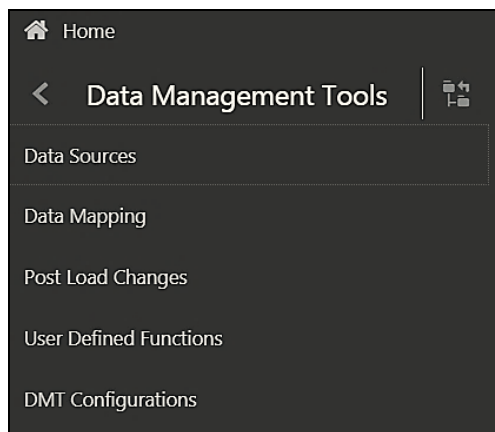 Home
Data Management Tools
Data Sources
Data Mapping
Post Load Changes
User Defined Functions
DMT Configurations